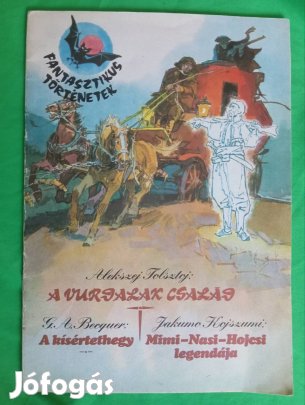 FANTASZTIKUS
TÖRTÉNETEK
Alekszej Tolsztoj:
A VURDALAK CSALÁD
G.A. Becquer:
A kísértethegy
Jakumo Kojszumi:
Mimi-Nasi-Hojcsi
legendája
Jófogás